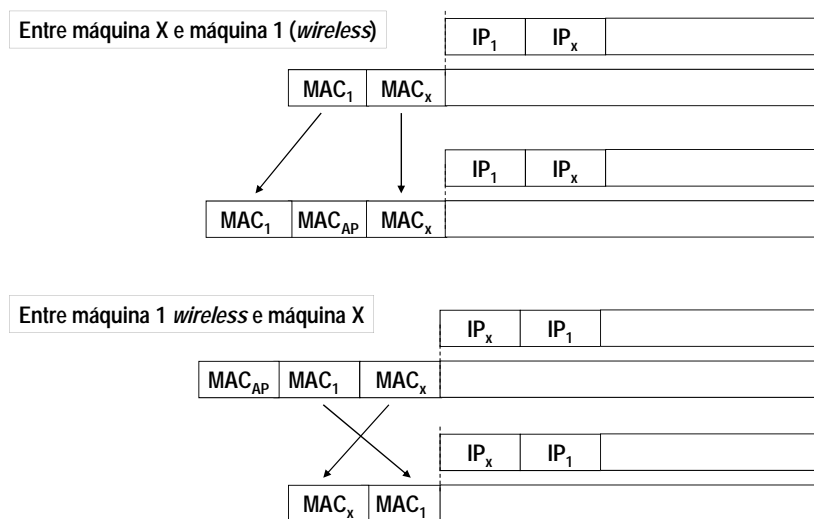 Entre máquina X e máquina 1 (wireless)
IP1 IPx
MAC1 MACx
IP1 IPx
MAC1 MACAP MACx
Entre máquina 1 wireless e máquina X
IPx IP1
MACAP MAC1 MACx
IPx IP1
MACx MAC1